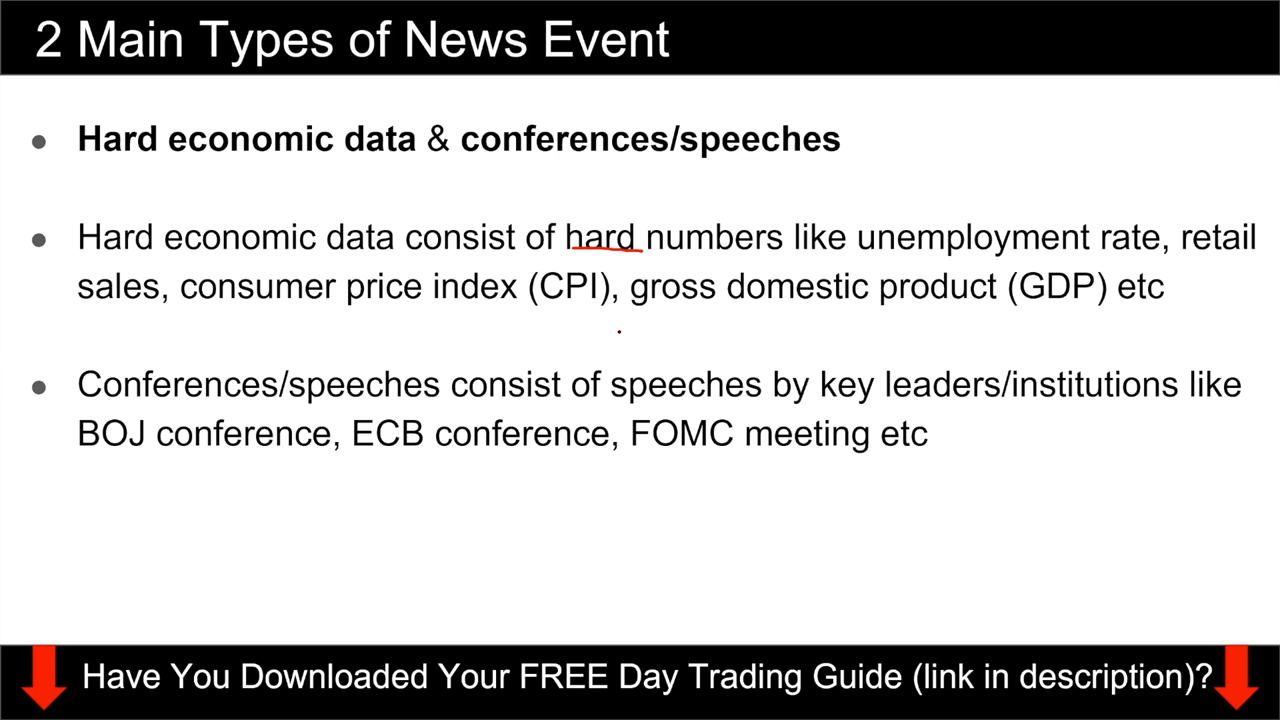 2 Main Types of News Event
● Hard economic data & conferences/speeches
● Hard economic data consist of hard numbers like unemployment rate, retail
sales, consumer price index (CPI), gross domestic product (GDP) etc
● Conferences/speeches consist of speeches by key leaders/institutions like
BOJ conference, ECB conference, FOMC meeting etc
Have You Downloaded Your FREE Day Trading Guide (link in description)?